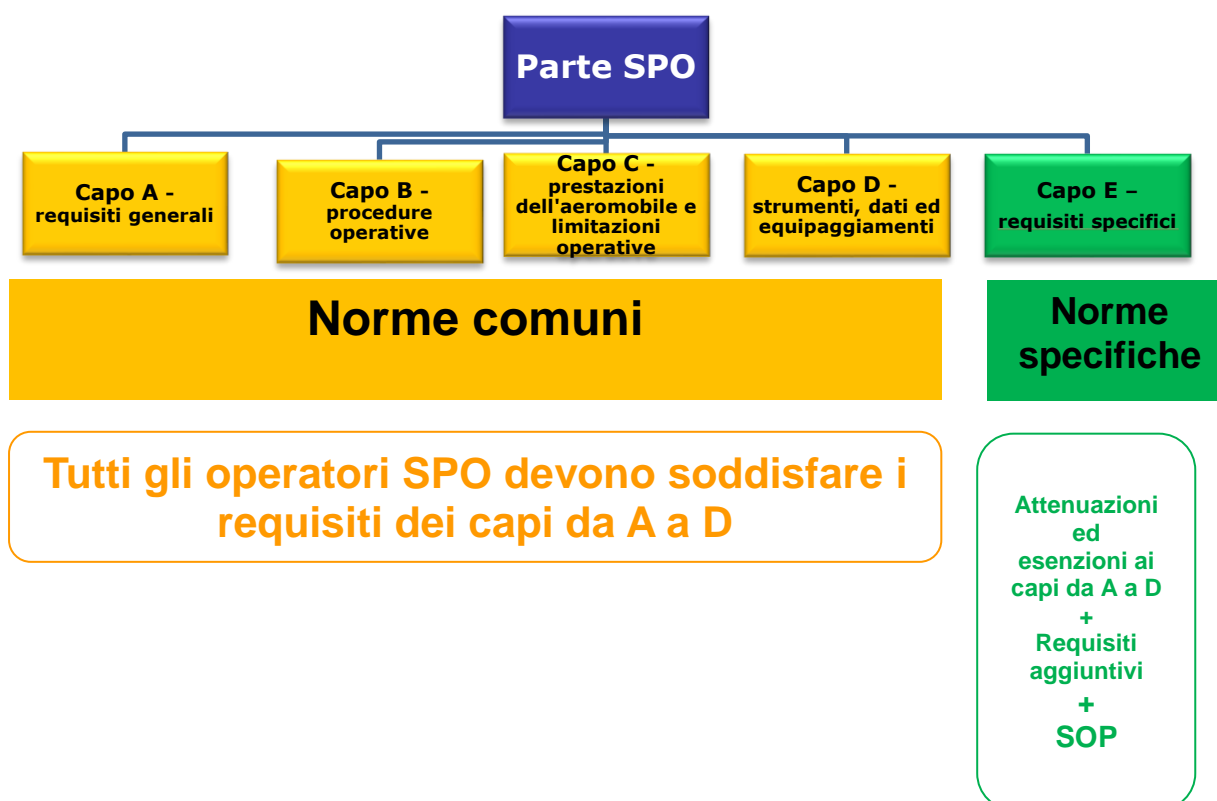 Parte SPO
Capo A -
requisiti generali
Capo B -
procedure
operative
Capo C -
prestazioni
dell'aeromobile e
limitazioni
operative
Capo D -
strumenti, dati ed
equipaggiamenti
Capo E –
requisiti specifici
Norme comuni
Norme
specifiche
Tutti gli operatori SPO devono soddisfare i
requisiti dei capi da A a D
Attenuazioni
ed
esenzioni ai
capi da A a D
+
Requisiti
aggiuntivi
+
SOP